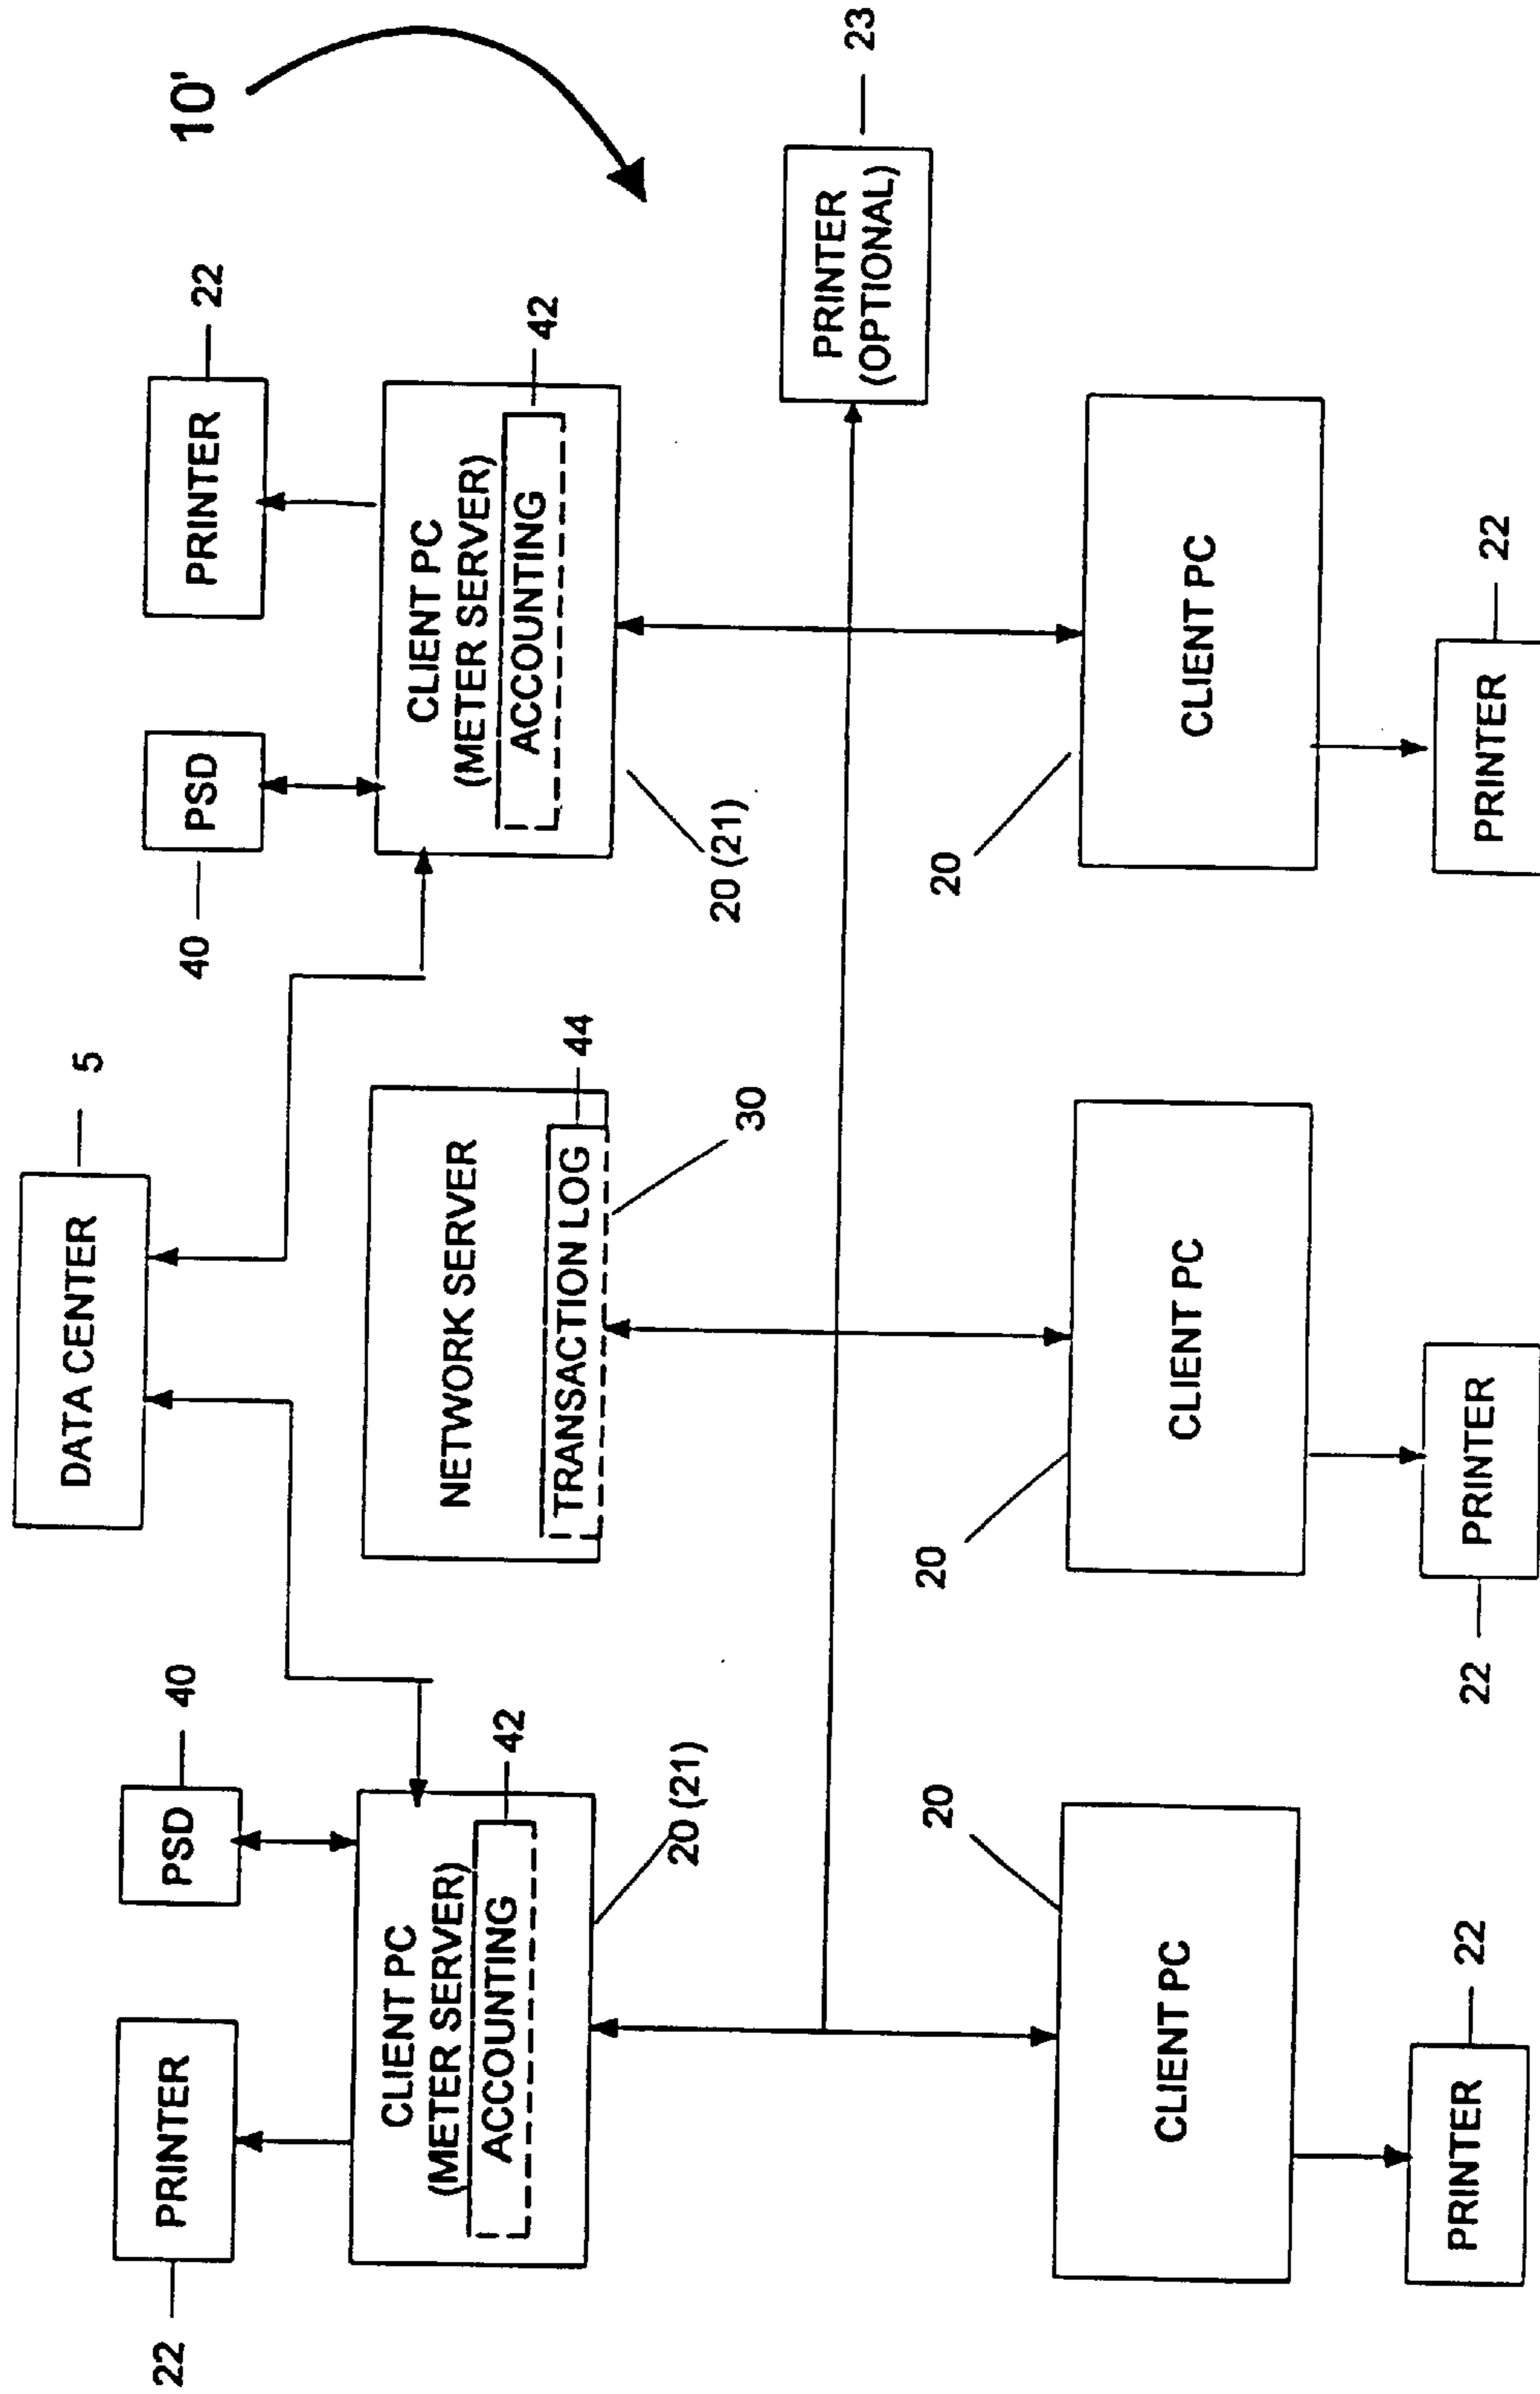 10'
DATA CENTER
5
22
PRINTER
PSD
40
CLIENT PC
(METER SERVER)
ACCOUNTING
42
20 (21)
NETWORK SERVER
TRANSACTION LOG
44
30
40
PSD
PRINTER
22
CLIENT PC
(METER SERVER)
ACCOUNTING
42
20 (21)
PRINTER
(OPTIONAL)
23
20
CLIENT PC
PRINTER
22
20
CLIENT PC
22
PRINTER
20
CLIENT PC
PRINTER
22